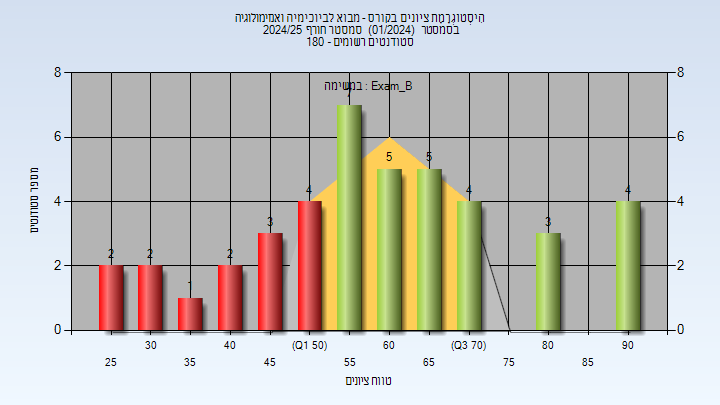 היסטוגרמת ציונים בקורס - מבוא לביוכימיה ואנזימולוגיה
בסמסטר (01/2024) סמסטר חורף 2024/25
סטודנטים רשומים - 180
במשימה : Exam_B
מספר סטודנטים
8 8
6 6
4 4
2 2
0 0
2 2 1 2 3 4 7 5 5 4 3 4
30 40 (Q1 50) 60 (Q3 70) 80 90
25 35 45 55 65 75 85
טווח ציונים